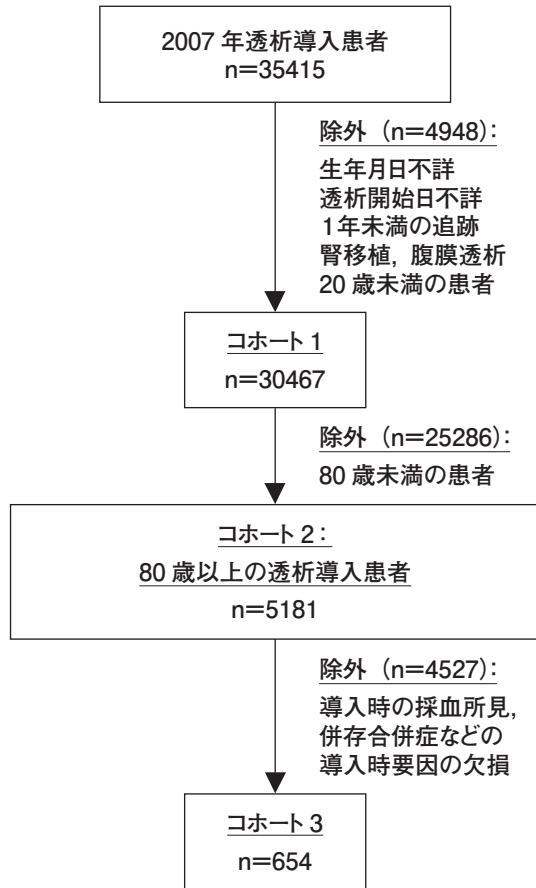 2007 年透析導入患者
n＝35415
除外（n＝4948）：
生年月日不詳
透析開始日不詳
1年未満の追跡
腎移植，腹膜透析
20 歳未満の患者
コホート 1
n＝30467
除外（n＝25286）：
80 歳未満の患者
コホート 2：
80 歳以上の透析導入患者
n＝5181
除外（n＝4527）：
導入時の採血所見，
併存合併症などの
導入時要因の欠損
コホート 3
n＝654